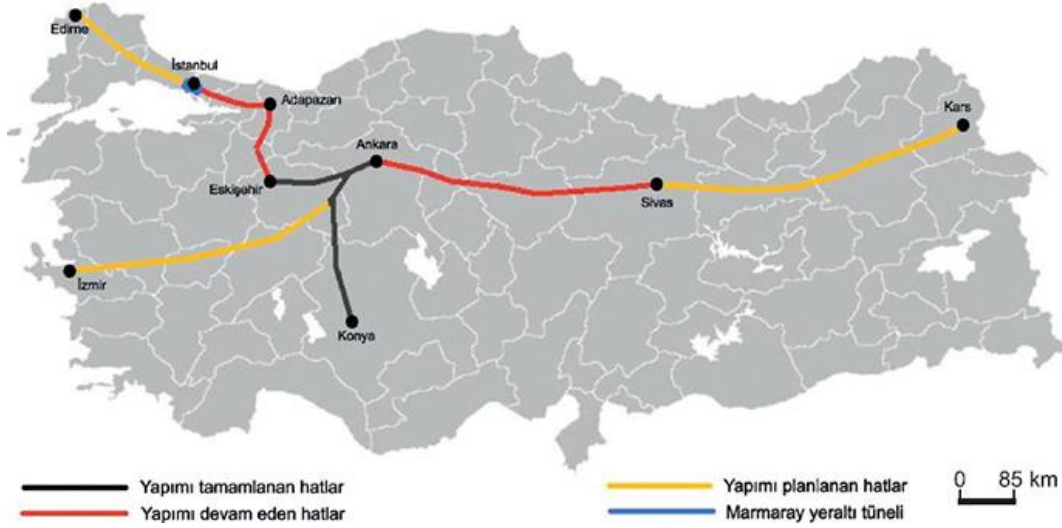 Edirne
İstanbul
Adapazarı
Kars
Ankara
Eskişehir
Sivas
İzmir
Konya
Yapımı tamamlanan hatlar
Yapımı planlanan hatlar
0 85 km
Yapımı devam eden hatlar
Marmaray yeraltı tüneli